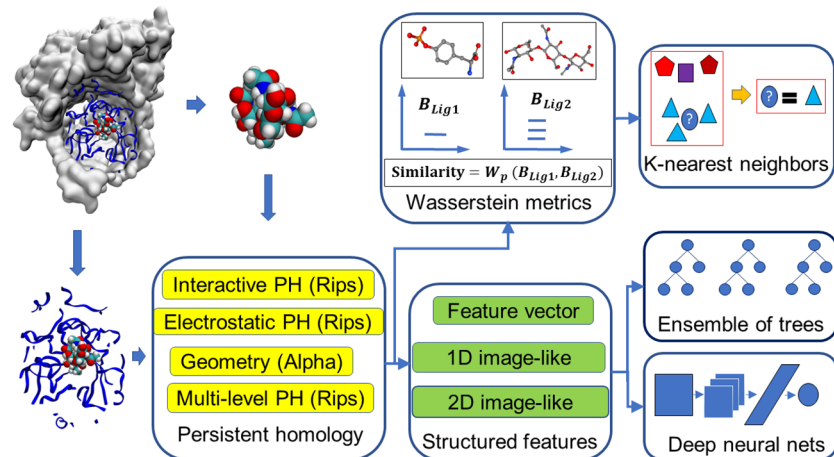 B_Lig1
B_Lig2
Similarity = W_p (B_Lig1, B_Lig2)
Wasserstein metrics
? = 
?
K-nearest neighbors
Interactive PH (Rips)
Electrostatic PH (Rips)
Geometry (Alpha)
Multi-level PH (Rips)
Persistent homology
Feature vector
1D image-like
2D image-like
Structured features
Ensemble of trees
Deep neural nets